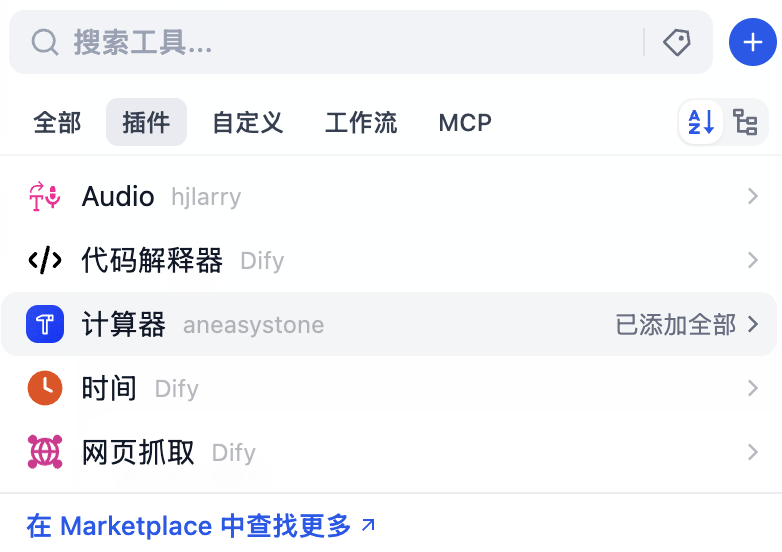 搜索工具...
全部 插件 自定义 工作流 MCP
Audio hjlarry
代码解释器 Dify
计算器 aneasystone 已添加全部
时间 Dify
网页抓取 Dify
在 Marketplace 中查找更多